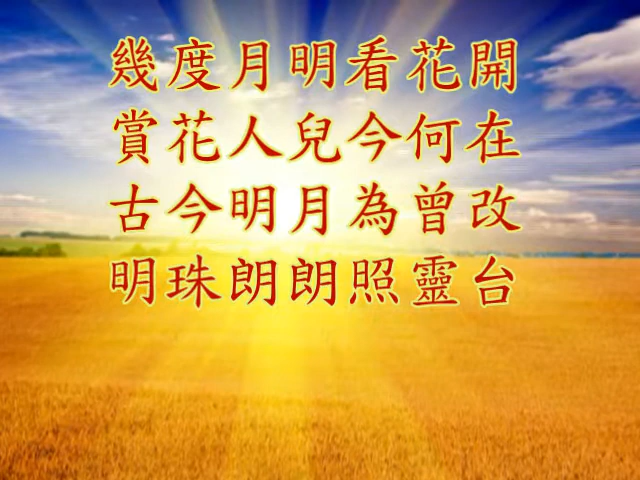 幾度月明看花開
賞花人兒今何在
古今明月為曾改
明珠朗朗照靈台